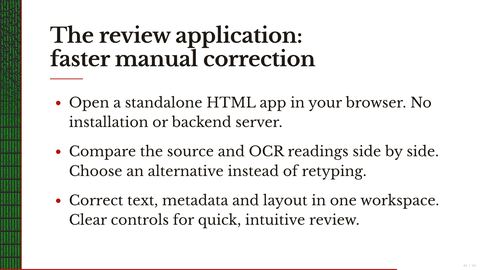 The review application:
faster manual correction
• Open a standalone HTML app in your browser. No
installation or backend server.
• Compare the source and OCR readings side by side.
Choose an alternative instead of retyping.
• Correct text, metadata and layout in one workspace.
Clear controls for quick, intuitive review.